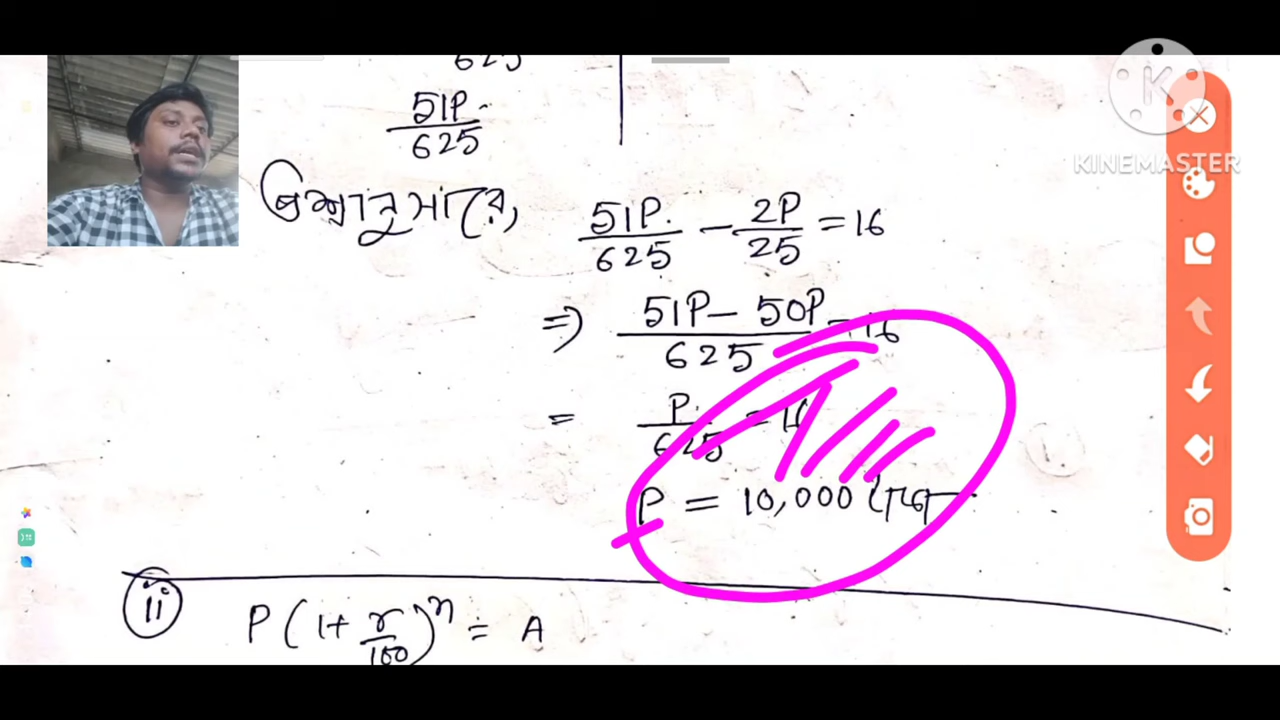 625
51P
625
প্রশ্নানুসারে,
51P/625 - 2P/25 = 16
=) 51P - 50P/625 = 16
= P/625 = 16
P = 10,000
ii
P(1 + r/100)^n = A
KINEMASTER